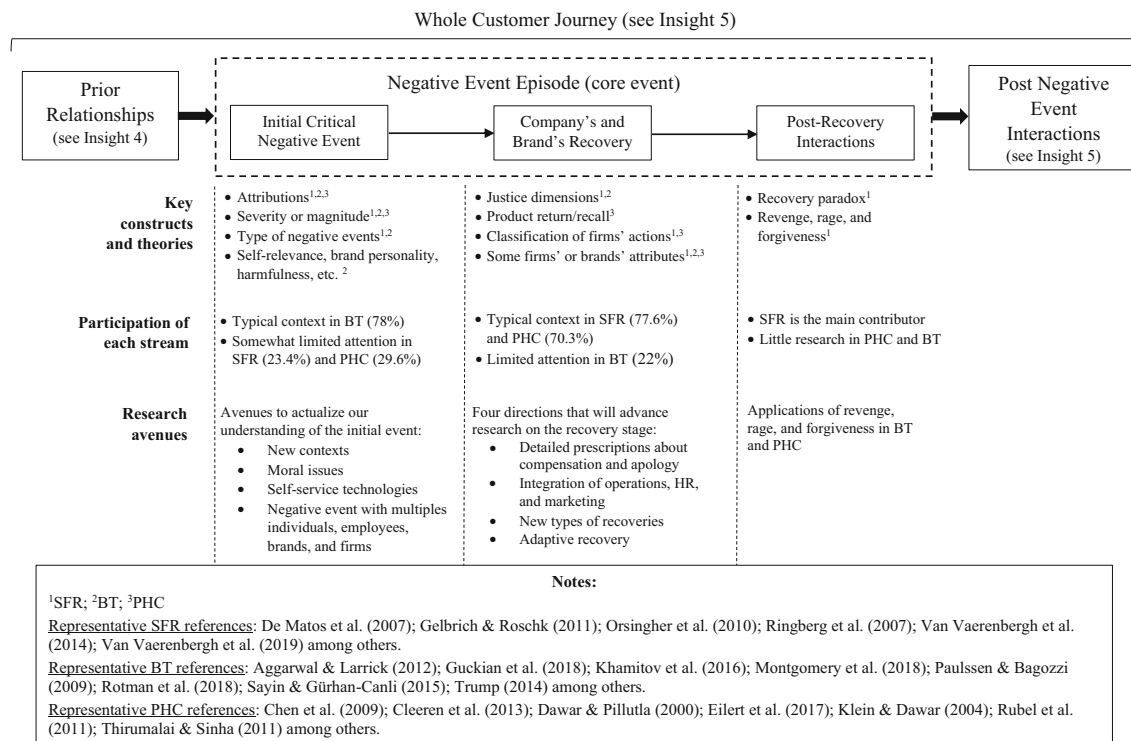 Whole Customer Journey (see Insight 5)
Prior
Relationships
(see Insight 4)
Negative Event Episode (core event)
Initial Critical
Negative Event
Company’s and
Brand’s Recovery
Post-Recovery
Interactions
Post Negative
Event
Interactions
(see Insight 5)
Key
constructs
and theories
• Attributions¹,²,³
• Severity or magnitude¹,²,³
• Type of negative events¹,²
• Self-relevance, brand personality,
harmfulness, etc. ²
• Justice dimensions¹,²
• Product return/recall³
• Classification of firms’ actions¹,³
• Some firms’ or brands’ attributes¹,²,³
• Recovery paradox¹
• Revenge, rage, and
forgiveness¹
Participation of
each stream
• Typical context in BT (78%)
• Somewhat limited attention in
SFR (23.4%) and PHC (29.6%)
• Typical context in SFR (77.6%)
and PHC (70.3%)
• Limited attention in BT (22%)
• SFR is the main contributor
• Little research in PHC and BT
Research
avenues
Avenues to actualize our
understanding of the initial event:
• New contexts
• Moral issues
• Self-service technologies
• Negative event with multiples
individuals, employees,
brands, and firms
Four directions that will advance
research on the recovery stage:
• Detailed prescriptions about
compensation and apology
• Integration of operations, HR,
and marketing
• New types of recoveries
• Adaptive recovery
Applications of revenge,
rage, and forgiveness in BT
and PHC
Notes:
¹SFR; ²BT; ³PHC
Representative SFR references: De Matos et al. (2007); Gelbrich & Roschk (2011); Orsingher et al. (2010); Ringberg et al. (2007); Van Vaerenbergh et al.
(2014); Van Vaerenbergh et al. (2019) among others.
Representative BT references: Aggarwal & Larrick (2012); Guckian et al. (2018); Khamitov et al. (2016); Montgomery et al. (2018); Paulssen & Bagozzi
(2009); Rotman et al. (2018); Sayin & Gürhan-Canli (2015); Trump (2014) among others.
Representative PHC references: Chen et al. (2009); Cleeren et al. (2013); Dawar & Pillutla (2000); Eilert et al. (2017); Klein & Dawar (2004); Rubel et al.
(2011); Thirumalai & Sinha (2011) among others.